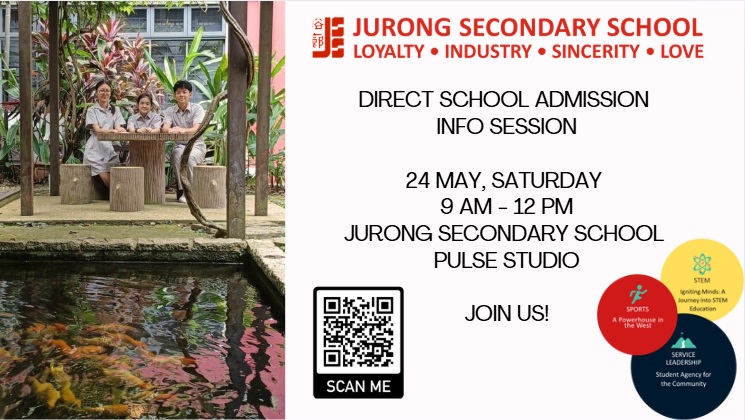 JURONG SECONDARY SCHOOL
LOYALTY • INDUSTRY • SINCERITY • LOVE
DIRECT SCHOOL ADMISSION
INFO SESSION
24 MAY, SATURDAY
9 AM - 12 PM
JURONG SECONDARY SCHOOL
PULSE STUDIO
JOIN US!
SCAN ME
STEM
Igniting Minds: A
Journey into STEM
Education
SPORTS
A Powerhouse in
the West
SERVICE
LEADERSHIP
Student Agency for
the Community